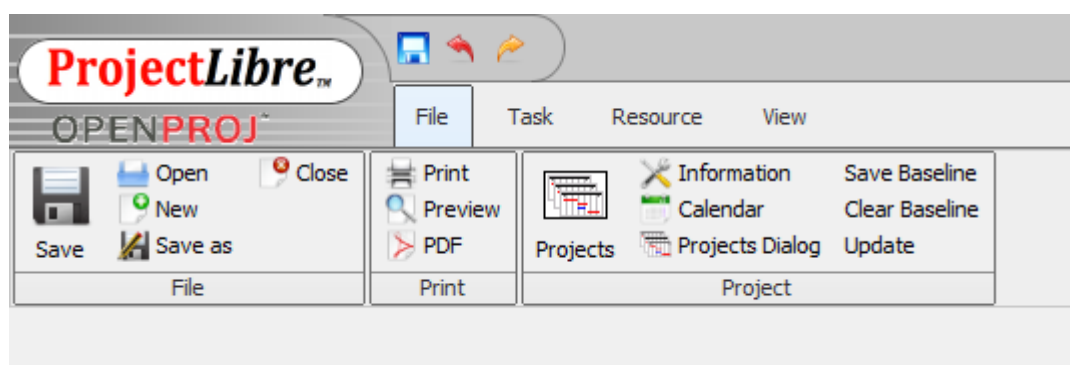 ProjectLibre™
OPENPROJ™
File Task Resource View
Save
Open
New
Save as
Close
File
Print
Preview
PDF
Print
Projects
Information
Calendar
Projects Dialog
Save Baseline
Clear Baseline
Update
Project